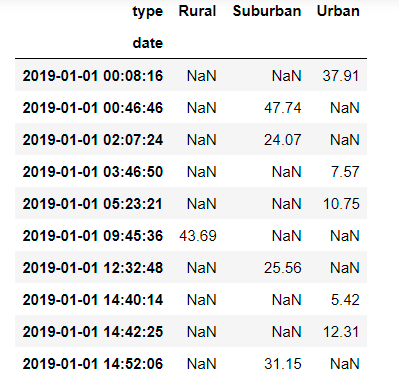 type Rural Suburban Urban
date
2019-01-01 00:08:16 NaN NaN 37.91
2019-01-01 00:46:46 NaN 47.74 NaN
2019-01-01 02:07:24 NaN 24.07 NaN
2019-01-01 03:46:50 NaN NaN 7.57
2019-01-01 05:23:21 NaN NaN 10.75
2019-01-01 09:45:36 43.69 NaN NaN
2019-01-01 12:32:48 NaN 25.56 NaN
2019-01-01 14:40:14 NaN NaN 5.42
2019-01-01 14:42:25 NaN NaN 12.31
2019-01-01 14:52:06 NaN 31.15 NaN